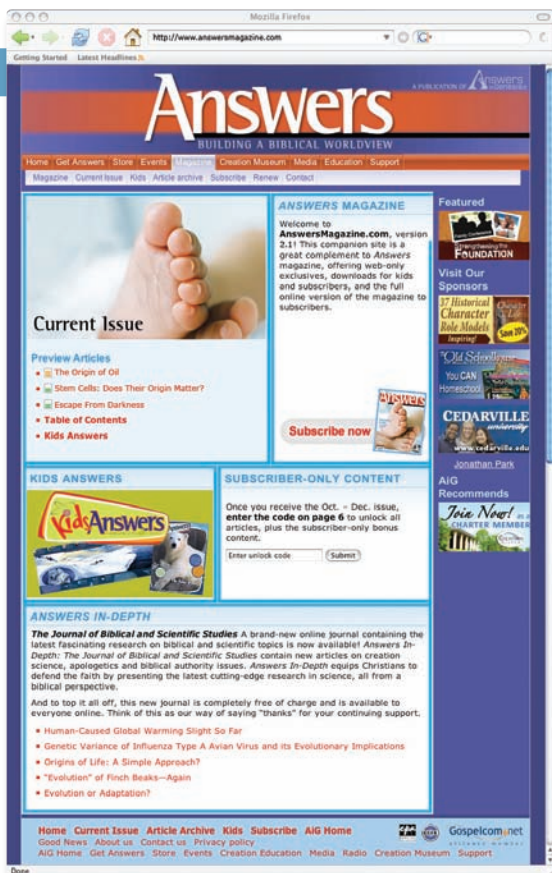 Mozilla Firefox
http://www.answersmagazine.com
Getting Started Latest Headlines
A PUBLICATION OF Answers
Answers
BUILDING A BIBLICAL WORLDVIEW
Home Get Answers Store Events Magazine Creation Museum Media Education Support
Magazine Current Issue Kids Article archive Subscribe Renew Contact
Current Issue
Preview Articles
The Origin of Oil
Stem Cells: Does Their Origin Matter?
Escape From Darkness
Table of Contents
Kids Answers
ANSWERS MAGAZINE
Welcome to
AnswersMagazine.com, version
2.1! This companion site is a
great complement to Answers
magazine, offering web-only
exclusives, downloads for kids
and subscribers, and the full
online version of the magazine to
subscribers.
Answers
Subscribe now
Featured
Strengthening the
FOUNDATION
Visit Our
Sponsors
37 Historical
Character
Role Models
Inspiring!
Save 20%
"Old Schoolhouse
You CAN
Homeschool
CEDARVILLE
university
www.cedarville.edu
Jonathan Park
AiG
Recommends
Join Now! as a
CHARTER MEMBER
KIDS ANSWERS
KidsAnswers
SUBSCRIBER-ONLY CONTENT
Once you receive the Oct. - Dec. issue,
enter the code on page 6 to unlock all
articles, plus the subscriber-only bonus
content.
Enter unlock code Submit
ANSWERS IN-DEPTH
The Journal of Biblical and Scientific Studies A brand-new online journal containing the
latest fascinating research on biblical and scientific topics is now available! Answers In-
Depth: The Journal of Biblical and Scientific Studies contain new articles on creation
science, apologetics and biblical authority issues. Answers In-Depth equips Christians to
defend the faith by presenting the latest cutting-edge research in science, all from a
biblical perspective.
And to top it all off, this new journal is completely free of charge and is available to
everyone online. Think of this as our way of saying "thanks" for your continuing support.
Human-Caused Global Warming Slight So Far
Genetic Variance of Influenza Type A Avian Virus and its Evolutionary Implications
Origins of Life: A Simple Approach?
"Evolution" of Finch Beaks—Again
Evolution or Adaptation?
Home Current Issue Article Archive Kids Subscribe AiG Home
Good News About us Contact us Privacy policy
AiG Home Get Answers Store Events Creation Education Media Radio Creation Museum Support
Gospelcom.net
ALLIANCE MEMBER
Done